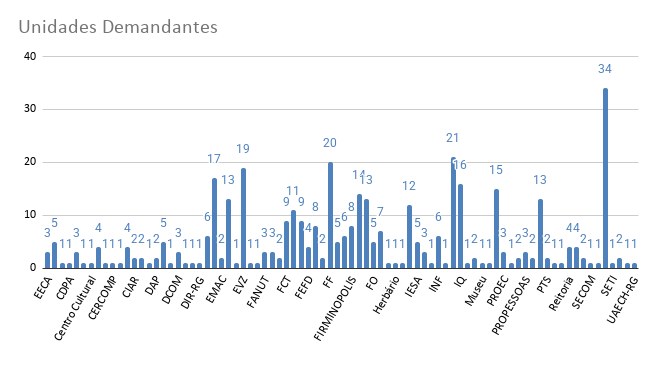 Unidades Demandantes
40
30
20
10
0
3 5 1 1 3 1 1 4 1 1 1 4 2 2 1 2 5 1 3 1 1 1 6 17 2 13 1 19 1 1 3 3 2 9 11 9 4 8 2 20 5 6 8 14 13 5 7 1 1 1 12 5 3 1 6 1 21 16 1 2 1 1 15 3 1 2 3 2 13 2 1 1 4 4 2 1 1 34 1 2 1 1
EECA CDPA Centro Cultural CERCOMP CIAR DAP DCOM DIR-RG EMAC EVZ FANUT FCT FEFD FF FIRMINOPOLIS FO Herbário IESA INF IQ Museu PROEC PROPESSOAS PTS Reitoria SECOM SETI UAECH-RG